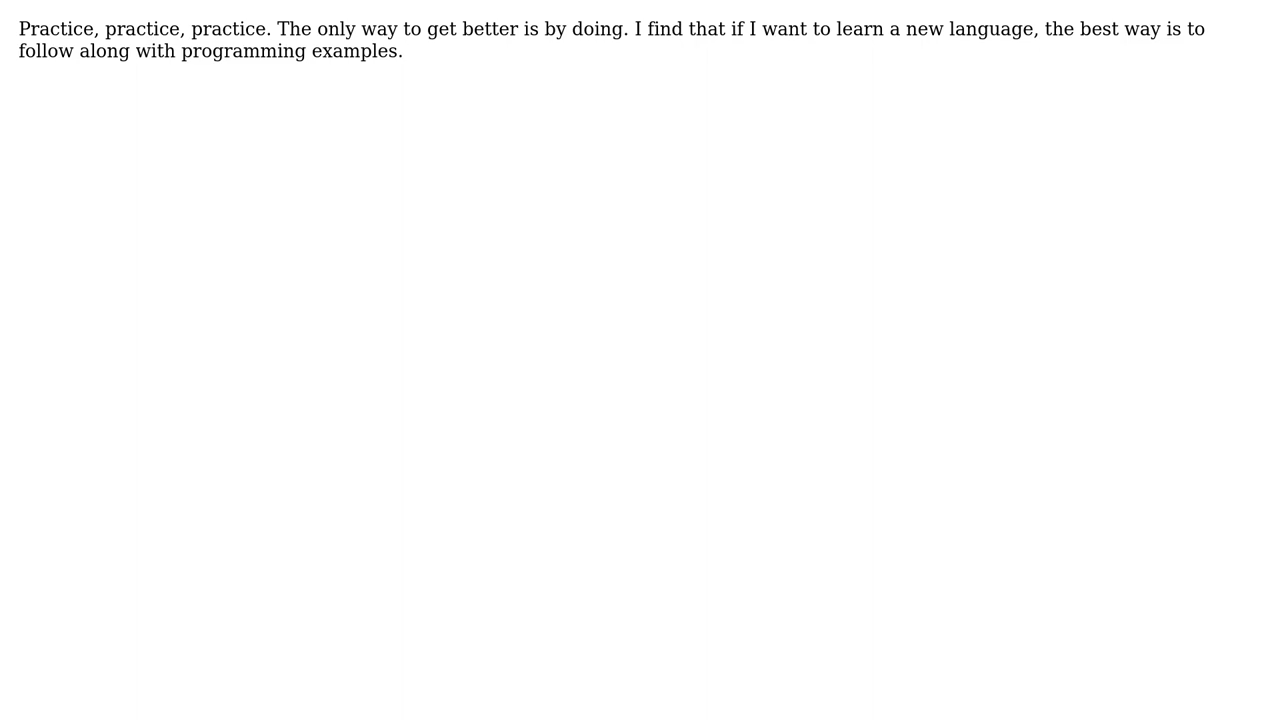 Practice, practice, practice. The only way to get better is by doing. I find that if I want to learn a new language, the best way is to
follow along with programming examples.